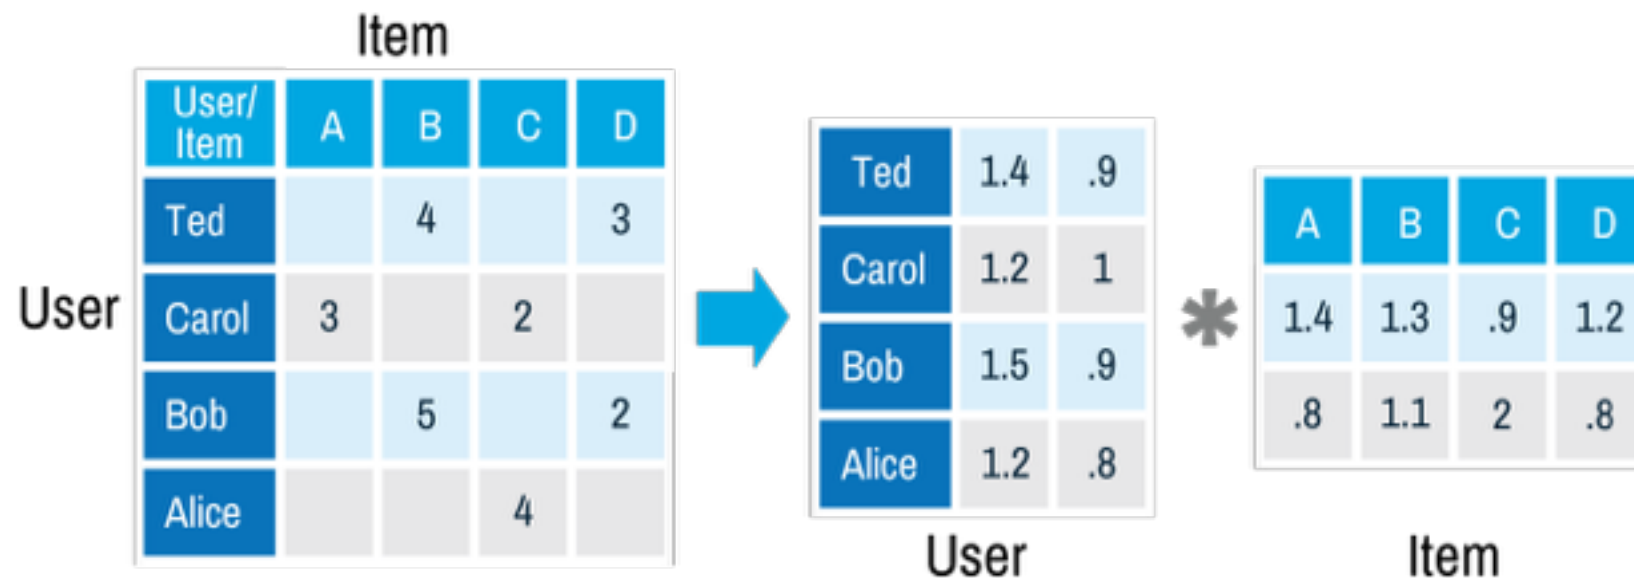 Item
User/
Item A B C D
Ted 4 3
User
Carol 3 2
Bob 5 2
Alice 4
Ted 1.4 .9
Carol 1.2 1
Bob 1.5 .9
Alice 1.2 .8
User
*
A B C D
1.4 1.3 .9 1.2
.8 1.1 2 .8
Item